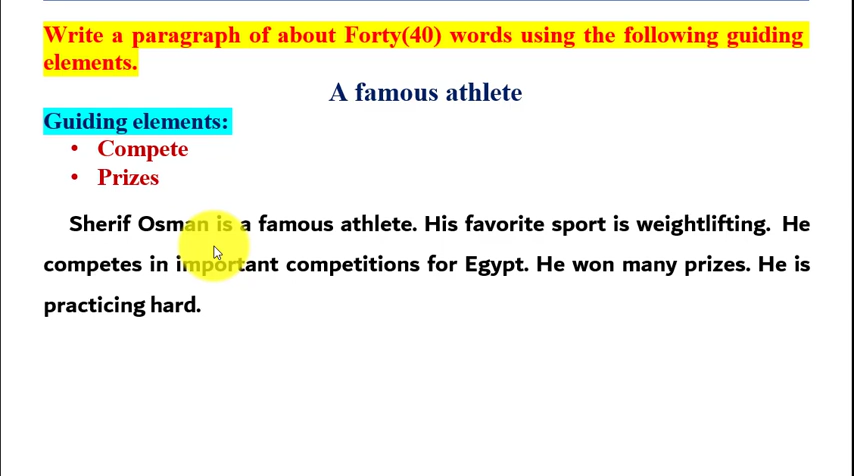 Write a paragraph of about Forty(40) words using the following guiding
elements.
A famous athlete
Guiding elements:
• Compete
• Prizes
Sherif Osman is a famous athlete. His favorite sport is weightlifting. He
competes in important competitions for Egypt. He won many prizes. He is
practicing hard.